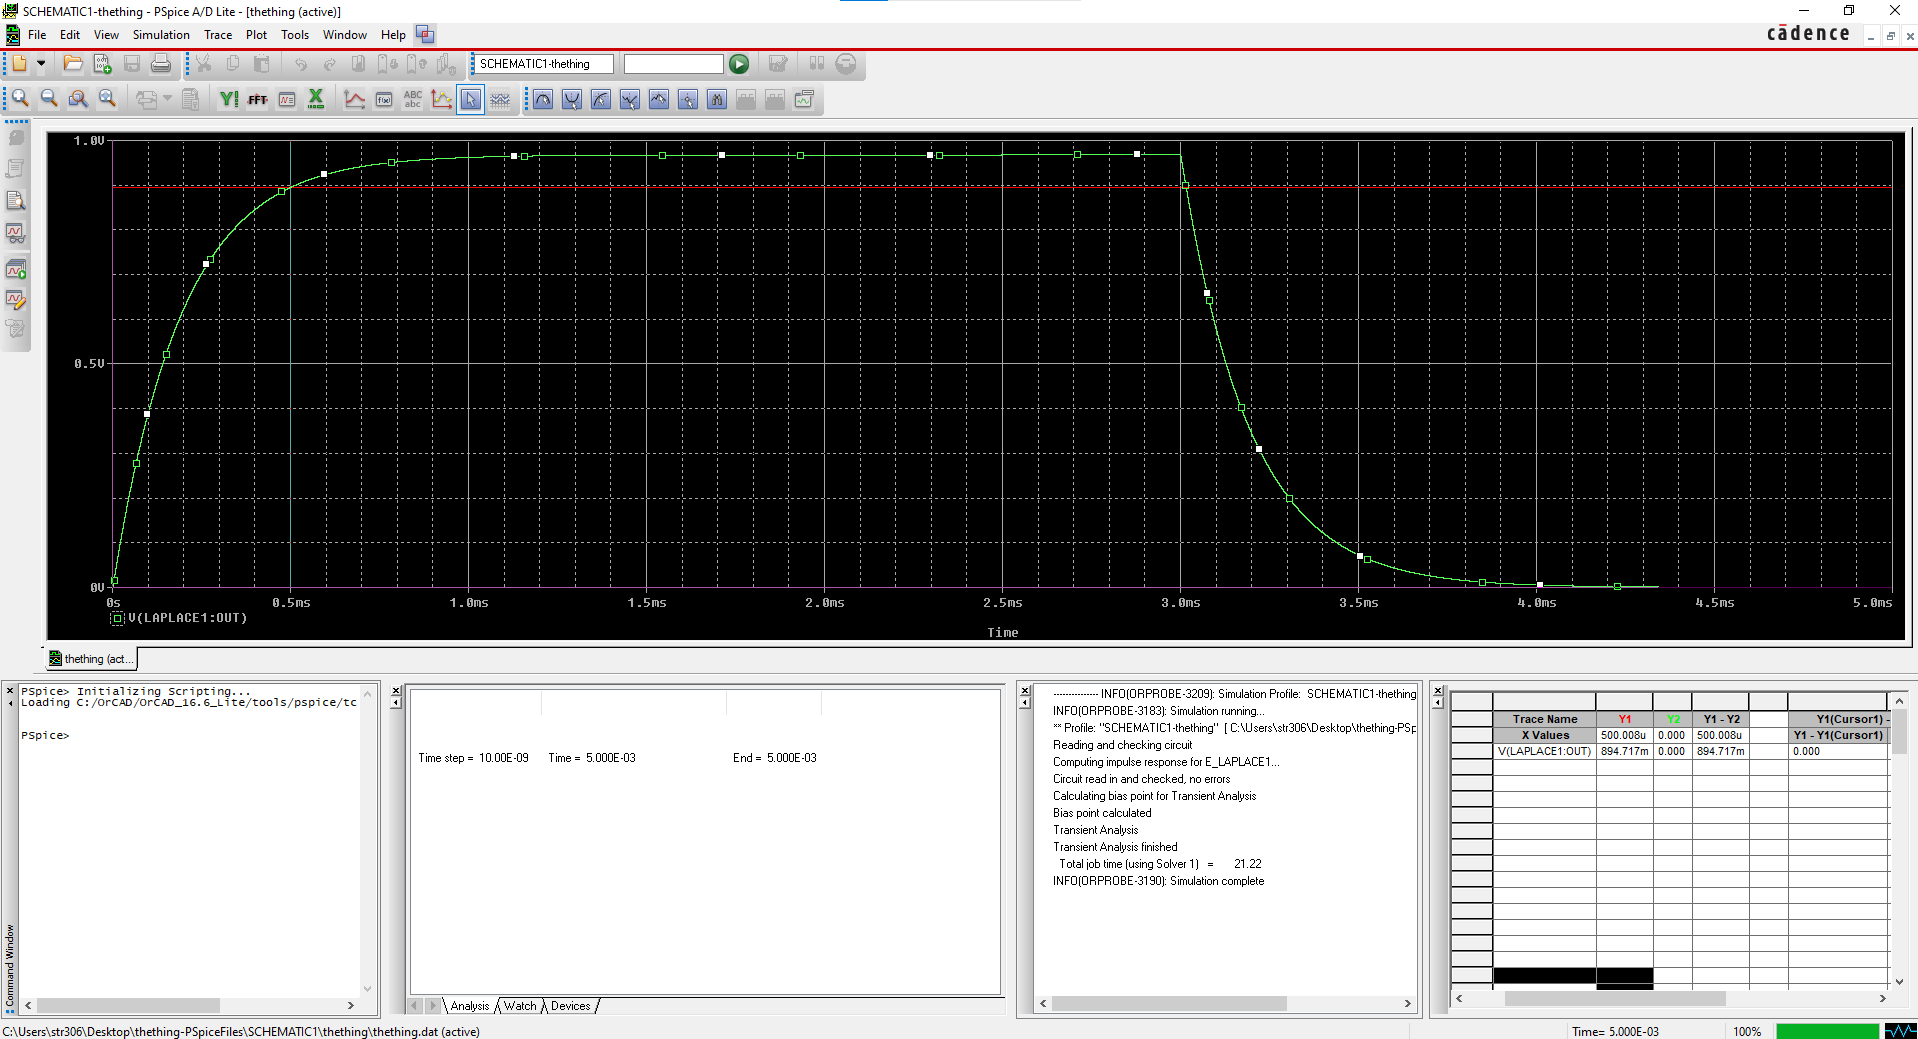 SCHEMATIC1-thething - PSpice A/D Lite - [thething (active)]
File Edit View Simulation Trace Plot Tools Window Help
cādence
SCHEMATIC1-thething
FFT
ABC
abc
1.0V
0.5V
0V
0s 0.5ms 1.0ms 1.5ms 2.0ms 2.5ms 3.0ms 3.5ms 4.0ms 4.5ms 5.0ms
V(LAPLACE1:OUT)
Time
thething (act...
PSpice> Initializing Scripting...
Loading C:/OrCAD/OrCAD_16.6_Lite/tools/pspice/tc
PSpice>
Command Window
Time step = 10.00E-09 Time = 5.000E-03 End = 5.000E-03
Analysis Watch Devices
--------------- INFO(ORPROBE-3209): Simulation Profile: SCHEMATIC1-thething
INFO(ORPROBE-3183): Simulation running...
** Profile: "SCHEMATIC1-thething" [ C:\Users\str306\Desktop\thething-PSp
Reading and checking circuit
Computing impulse response for E_LAPLACE1...
Circuit read in and checked, no errors
Calculating bias point for Transient Analysis
Bias point calculated
Transient Analysis
Transient Analysis finished
Total job time (using Solver 1) = 21.22
INFO(ORPROBE-3190): Simulation complete
Trace Name Y1 Y2 Y1 - Y2 Y1(Cursor1) -
X Values 500.008u 0.000 500.008u Y1 - Y1(Cursor1)
V(LAPLACE1:OUT) 894.717m 0.000 894.717m 0.000
C:\Users\str306\Desktop\thething-PSpiceFiles\SCHEMATIC1\thething\thething.dat (active)
Time= 5.000E-03 100%